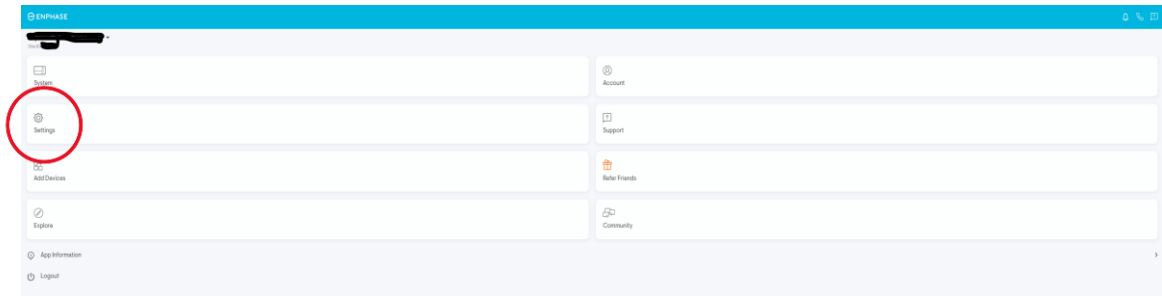 ENPHASE
System
Account
Settings
Support
Add Devices
Refer Friends
Explore
Community
App Information
Logout